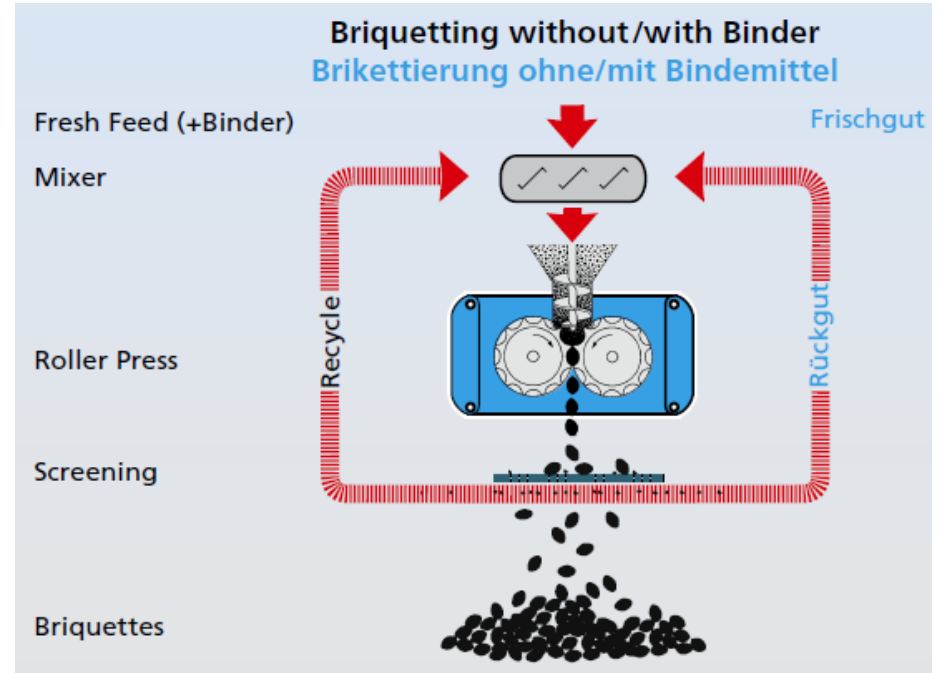 Briquetting without/with Binder
Brikettierung ohne/mit Bindemittel
Fresh Feed (+Binder)
Frischgut
Mixer
Recycle
Rückgut
Roller Press
Screening
Briquettes